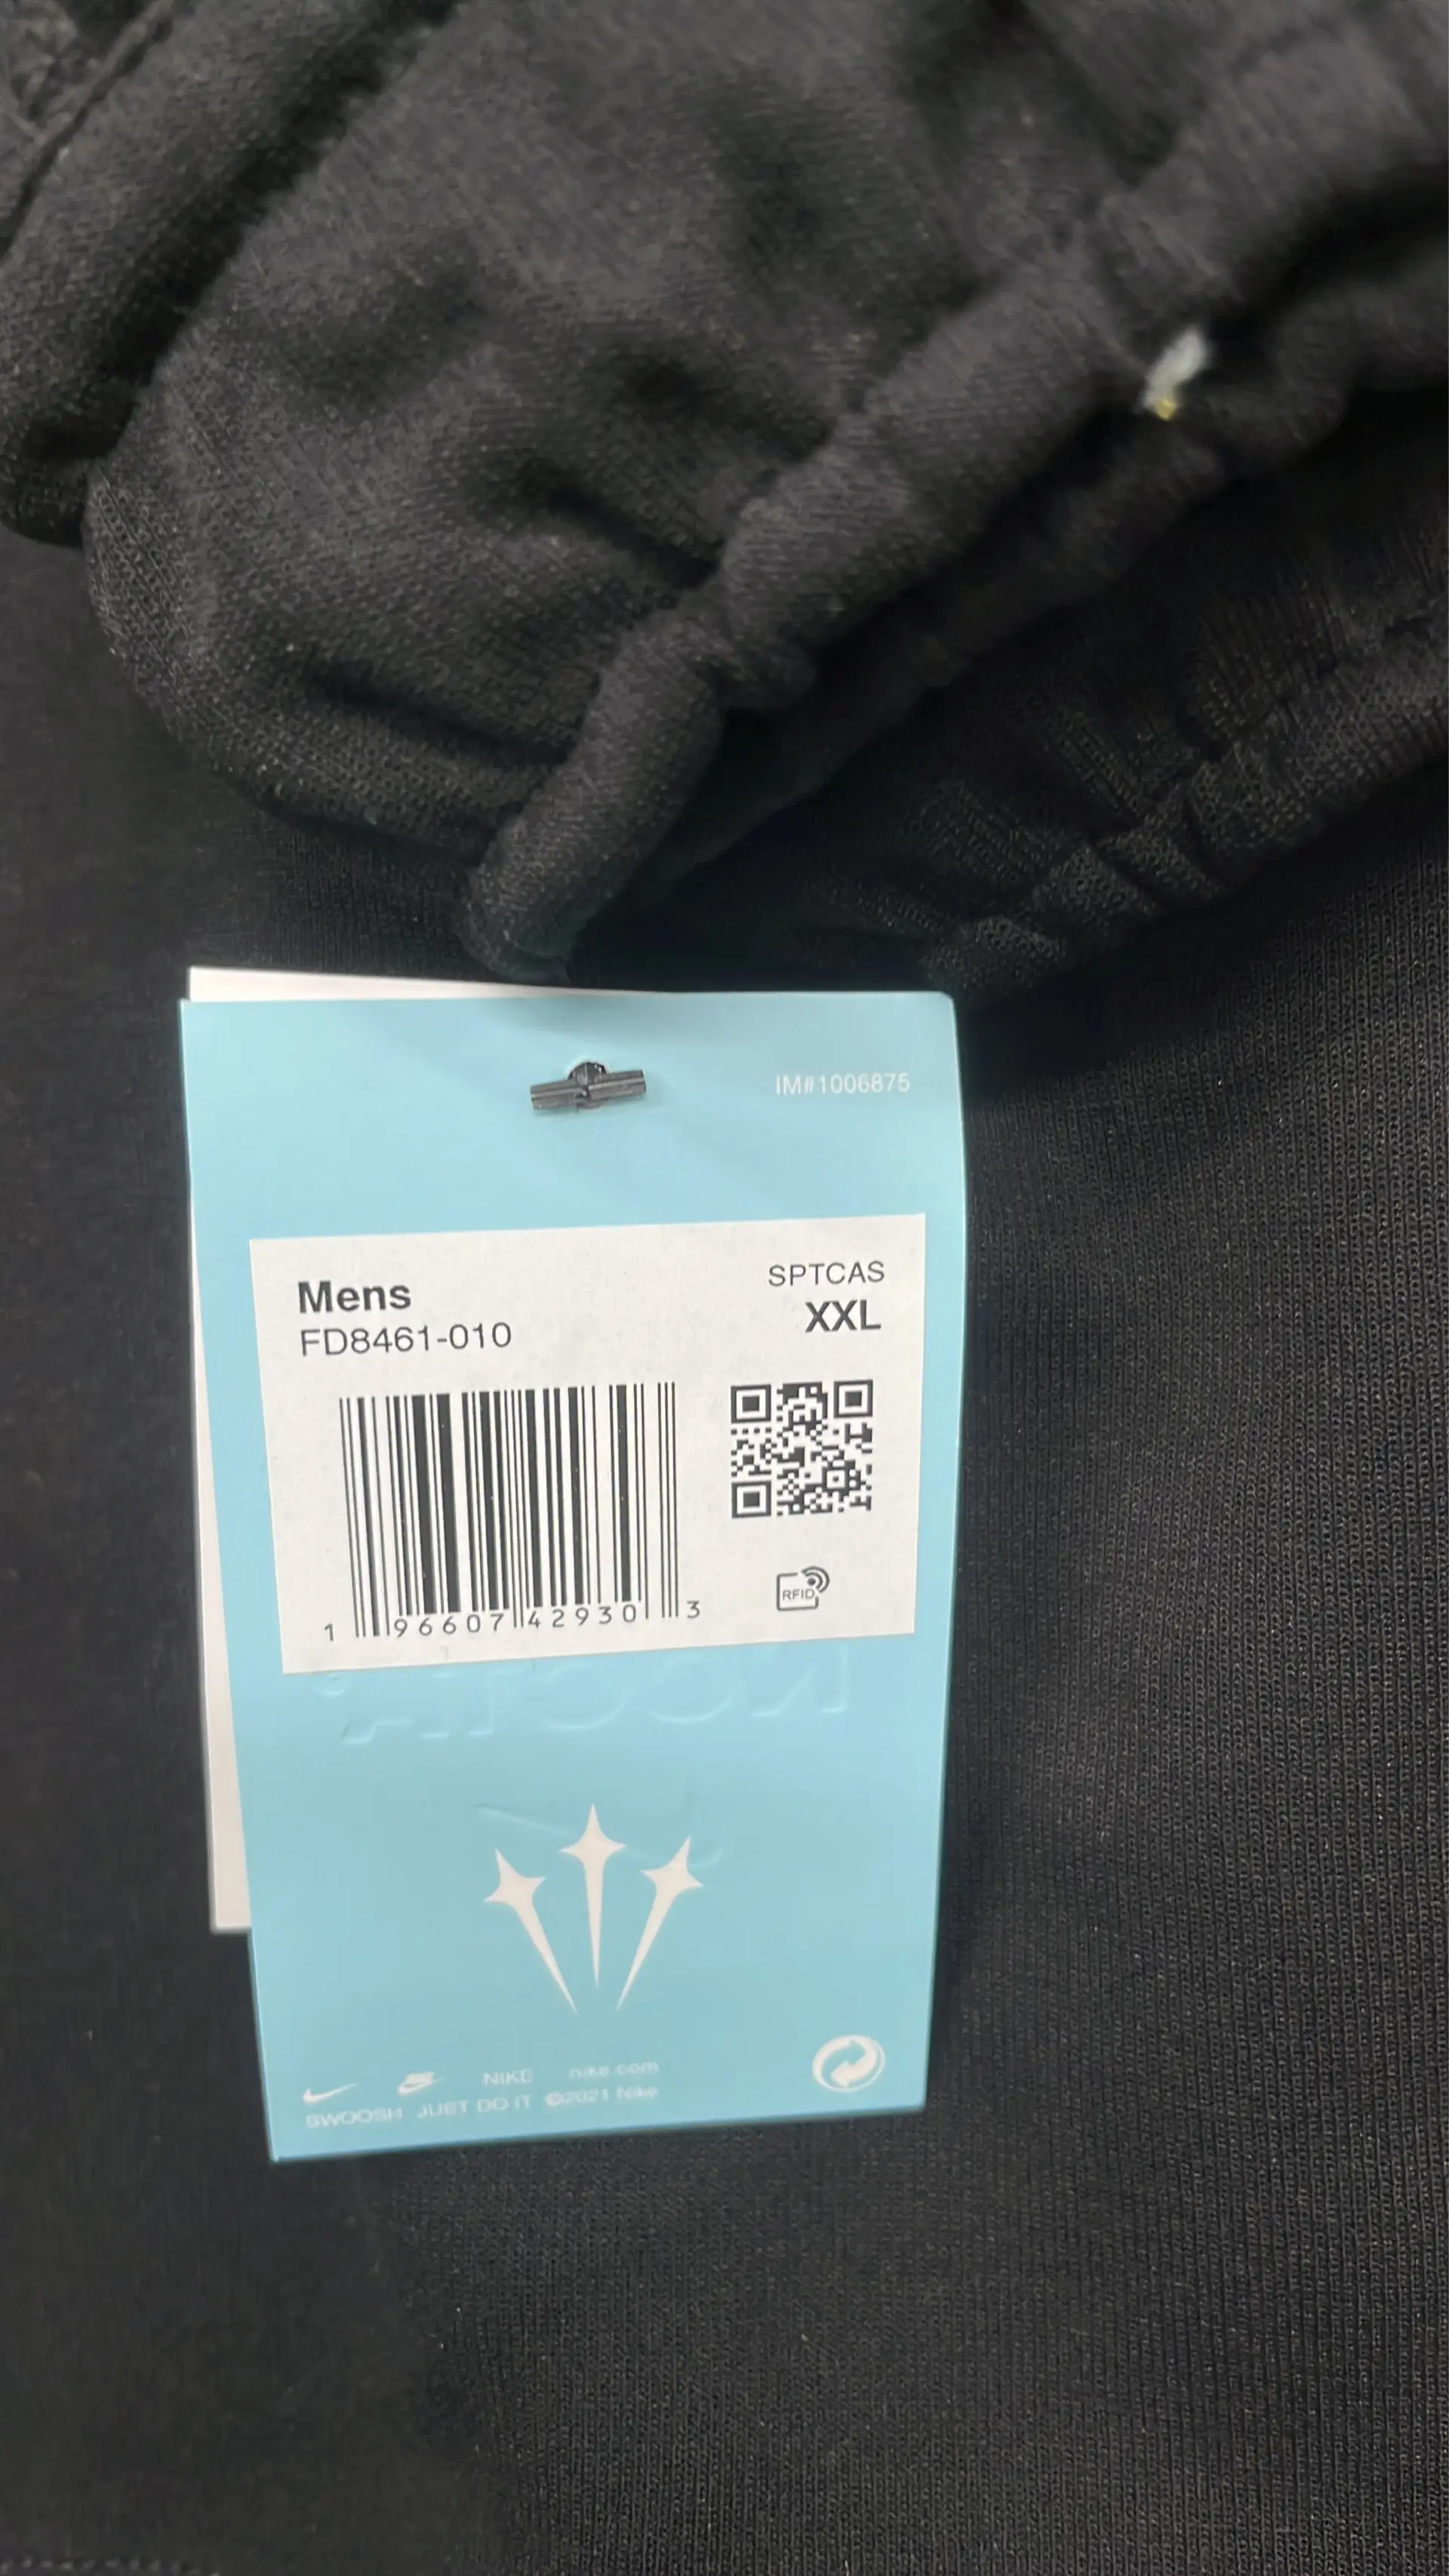 IM#1006875
Mens
SPTCAS
FD8461-010
XXL
1 96607 42930 3
RFID
NOCTA
NIKE nike.com
SWOOSH JUST DO IT ©2021 Nike